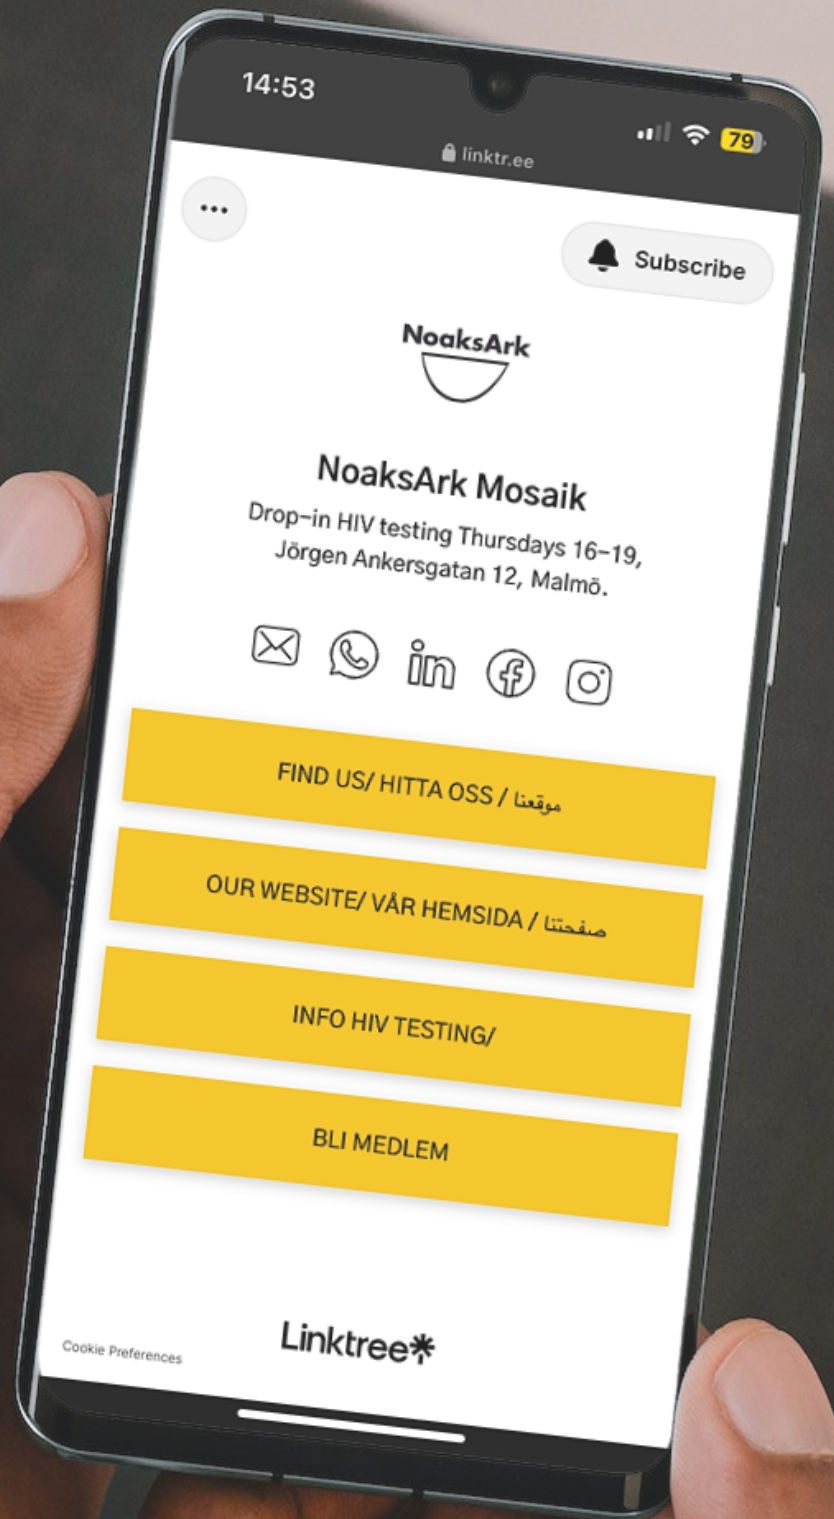 14:53
79
linktr.ee
Subscribe
NoaksArk
NoaksArk Mosaik
Drop-in HIV testing Thursdays 16-19,
Jörgen Ankersgatan 12, Malmö.
in
FIND US/ HITTA OSS / موقعنا
OUR WEBSITE/ VÅR HEMSIDA / صفحتنا
INFO HIV TESTING/
BLI MEDLEM
Linktree*
Cookie Preferences